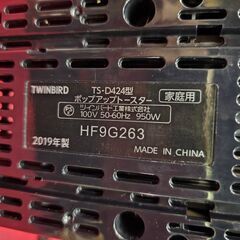 TWINBIRD
TS-D424型
ポップアップトースター
家庭用
ツインバード工業株式会社
100V 50-60Hz 950W
2019年製
HF9G263
MADE IN CHINA